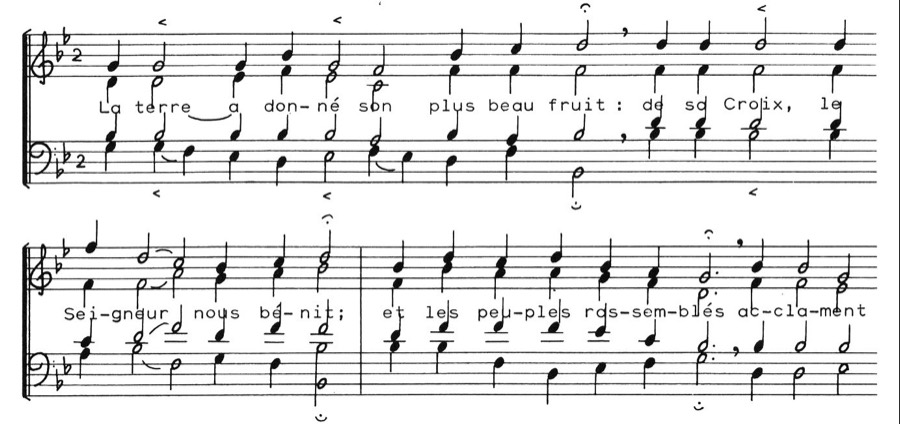 La terre_a don-né son plus beau fruit: de sa Croix, le
Sei-gneur nous bé-nit; et les peu-ples ras-sem-blés ac-cla-ment